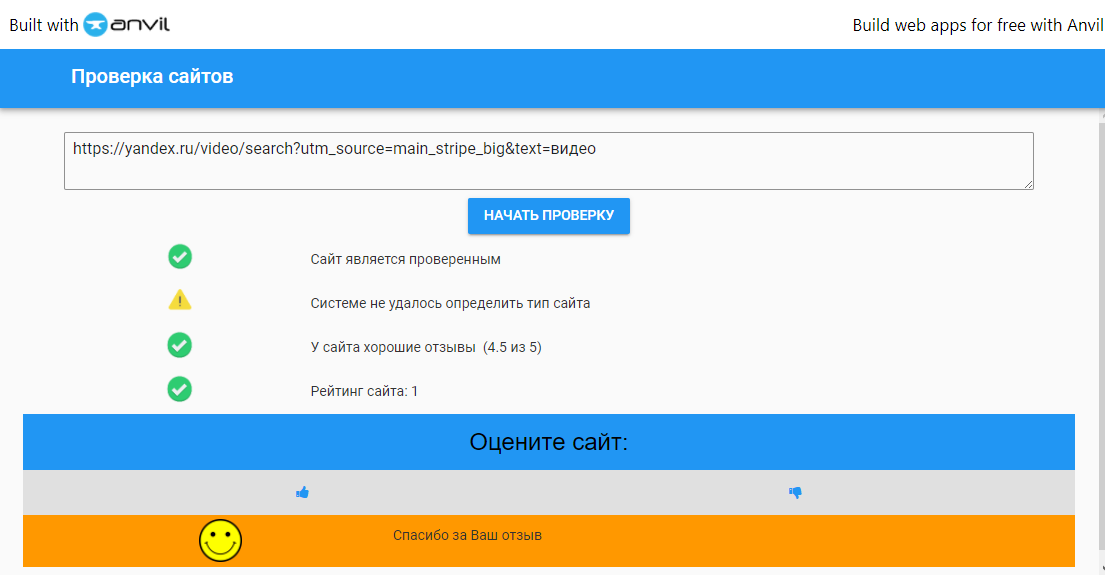 Built with anvil
Build web apps for free with Anvil
Проверка сайтов
https://yandex.ru/video/search?utm_source=main_stripe_big&text=видео
НАЧАТЬ ПРОВЕРКУ
Сайт является проверенным
Системе не удалось определить тип сайта
У сайта хорошие отзывы (4.5 из 5)
Рейтинг сайта: 1
Оцените сайт:
Спасибо за Ваш отзыв